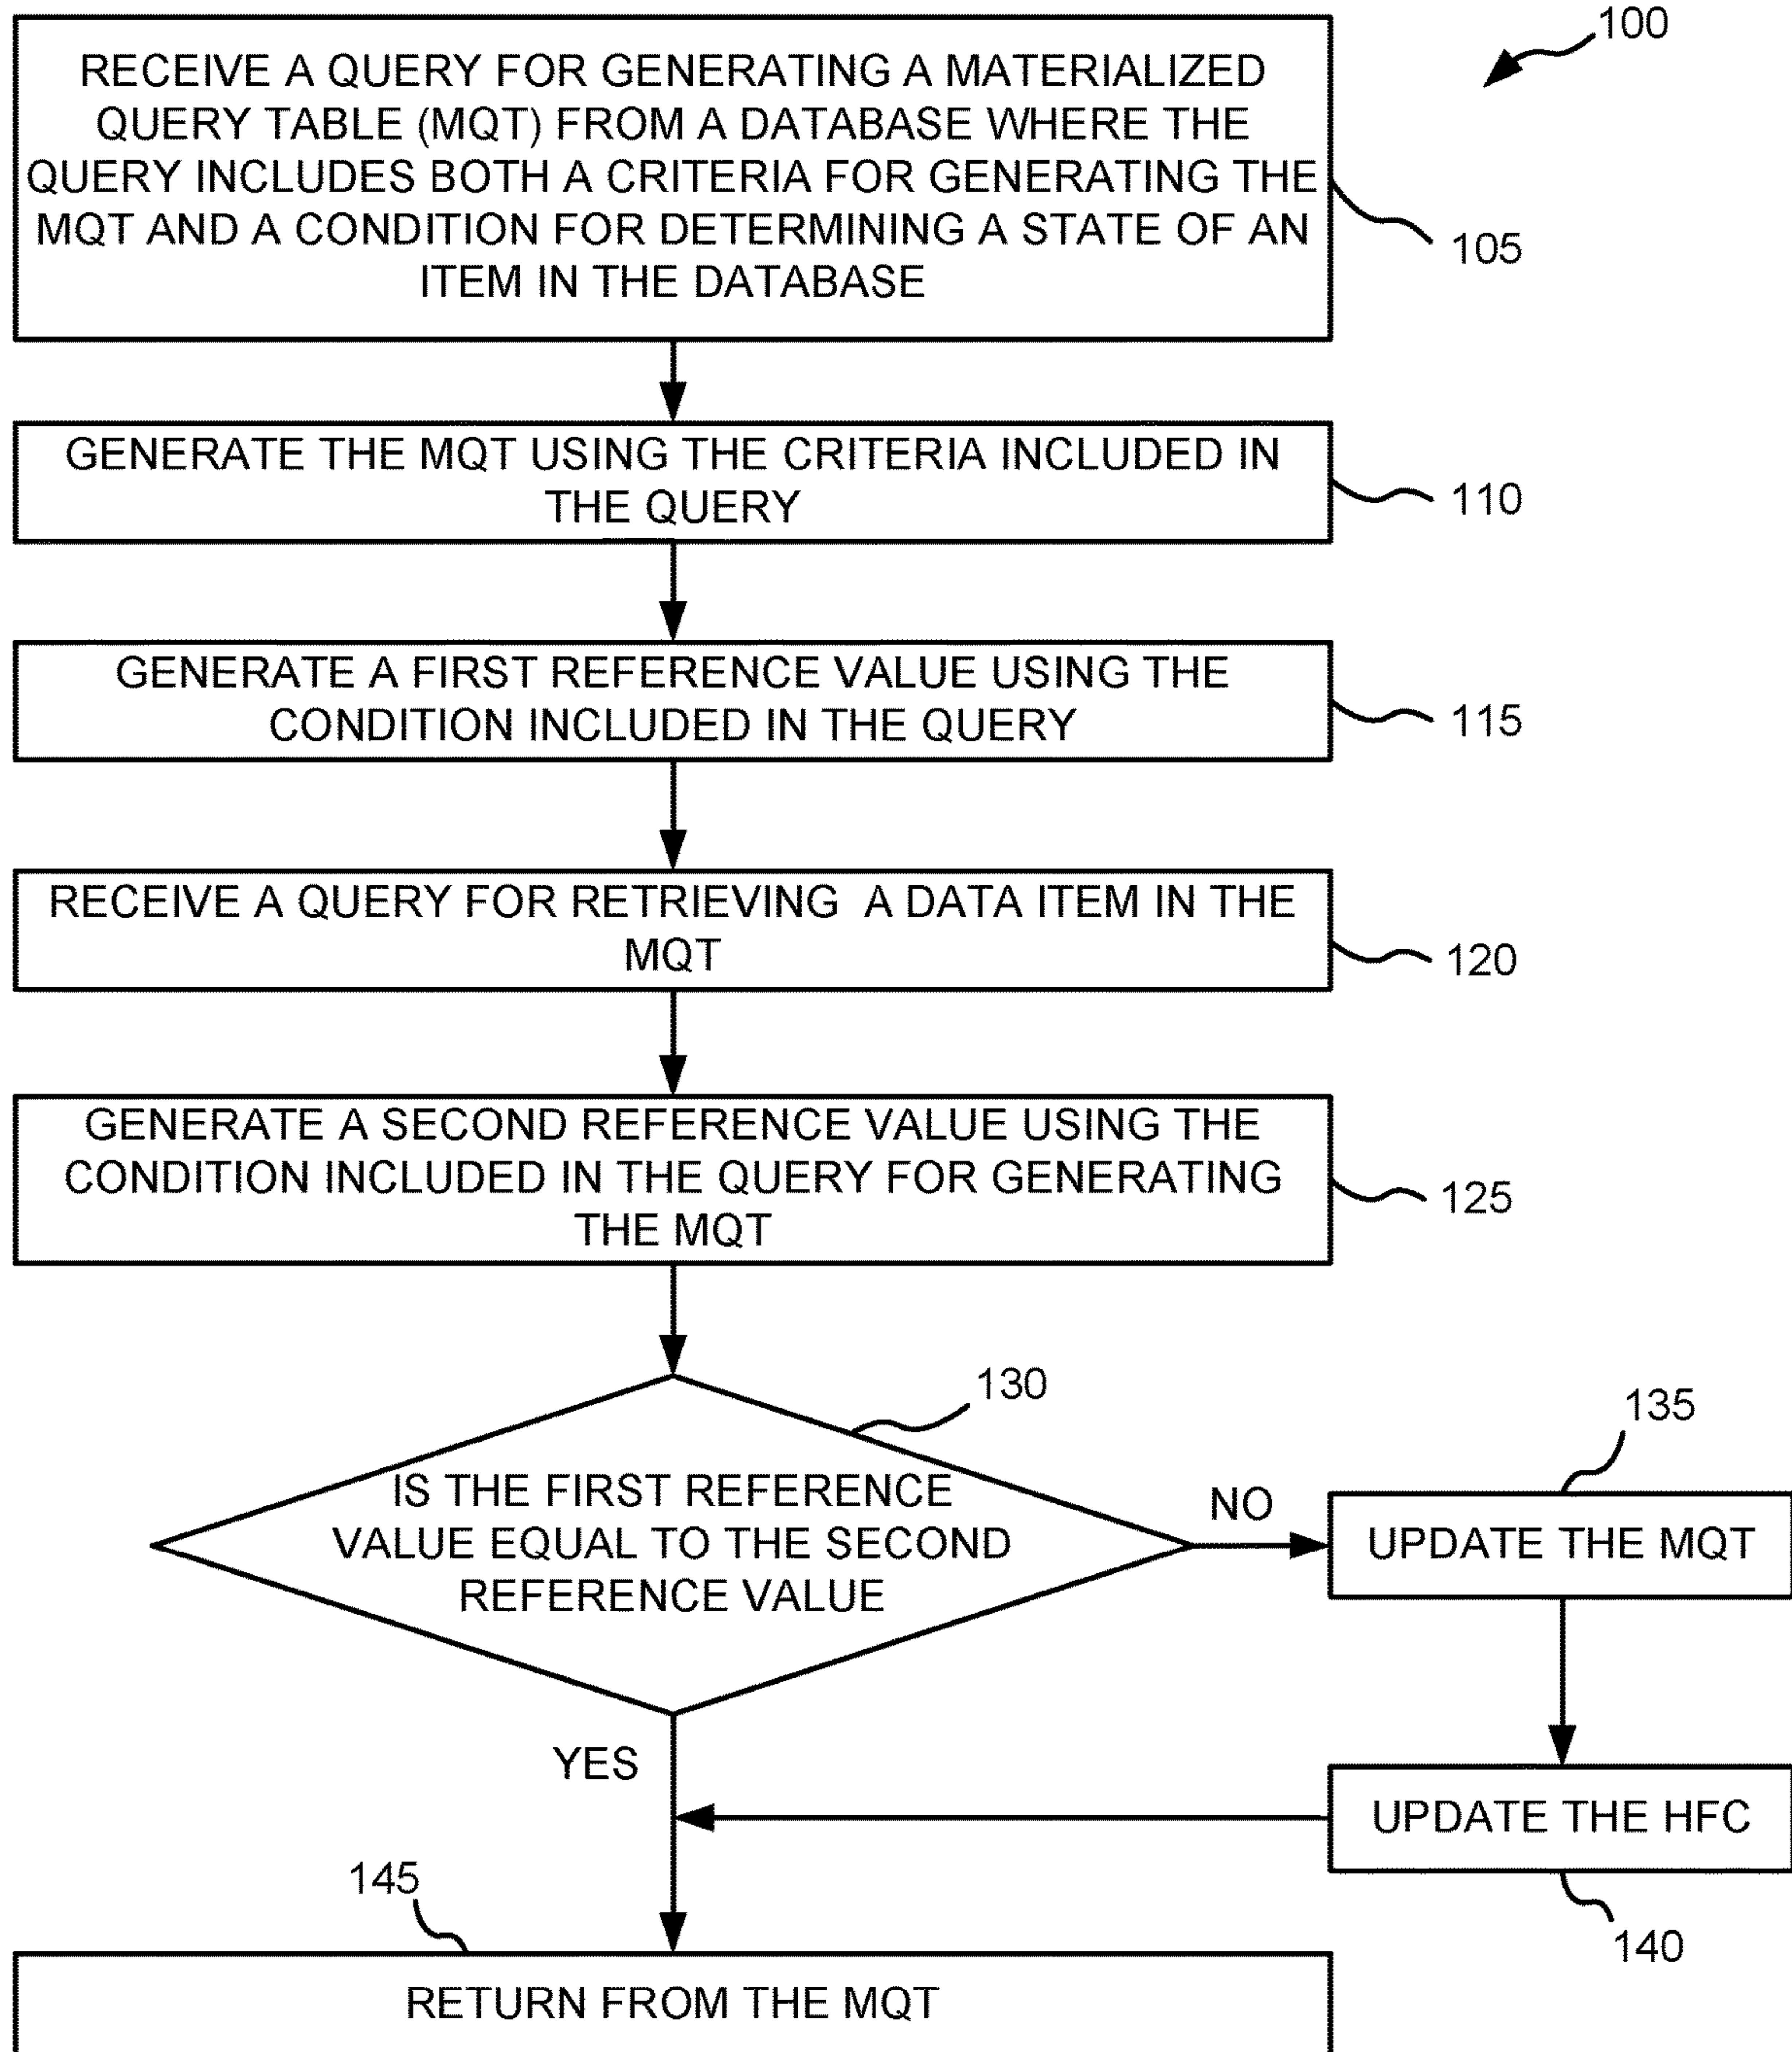 100
RECEIVE A QUERY FOR GENERATING A MATERIALIZED
QUERY TABLE (MQT) FROM A DATABASE WHERE THE
QUERY INCLUDES BOTH A CRITERIA FOR GENERATING THE
MQT AND A CONDITION FOR DETERMINING A STATE OF AN
ITEM IN THE DATABASE
105
GENERATE THE MQT USING THE CRITERIA INCLUDED IN
THE QUERY
110
GENERATE A FIRST REFERENCE VALUE USING THE
CONDITION INCLUDED IN THE QUERY
115
RECEIVE A QUERY FOR RETRIEVING A DATA ITEM IN THE
MQT
120
GENERATE A SECOND REFERENCE VALUE USING THE
CONDITION INCLUDED IN THE QUERY FOR GENERATING
THE MQT
125
130
IS THE FIRST REFERENCE
VALUE EQUAL TO THE SECOND
REFERENCE VALUE
NO
135
UPDATE THE MQT
YES
UPDATE THE HFC
140
145
RETURN FROM THE MQT